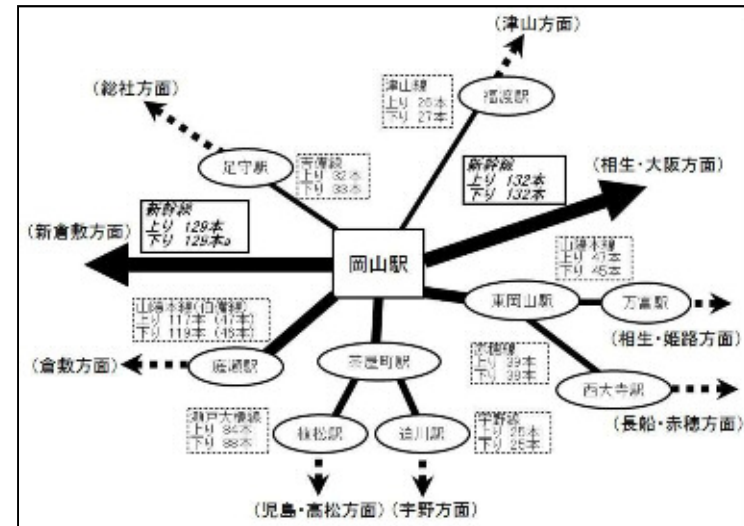 (津山方面)
(総社方面)
津山線
上り 26本
下り 27本
福渡駅
足守駅
吉備線
上り 32本
下り 33本
新幹線
上り 132本
下り 132本
(相生・大阪方面)
新幹線
上り 129本
下り 129本
(新倉敷方面)
岡山駅
山陽本線
上り 47本
下り 45本
東岡山駅
万富駅
(相生・姫路方面)
山陽本線(伯備線)
上り 117本 (47本)
下り 119本 (46本)
(倉敷方面)
庭瀬駅
茶屋町駅
赤穂線
上り 39本
下り 38本
西大寺駅
(長船・赤穂方面)
瀬戸大橋線
上り 84本
下り 88本
植松駅
迫川駅
宇野線
上り 25本
下り 25本
(児島・高松方面)
(宇野方面)